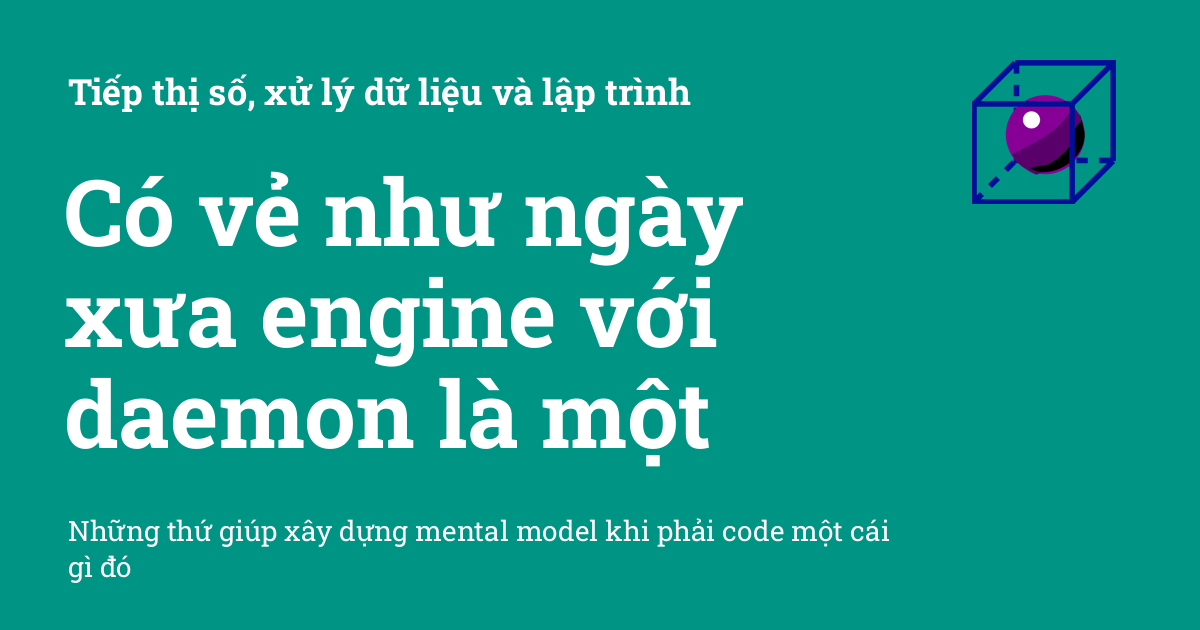 Tiếp thị số, xử lý dữ liệu và lập trình
Có vẻ như ngày
xưa engine với
daemon là một
Những thứ giúp xây dựng mental model khi phải code một cái
gì đó